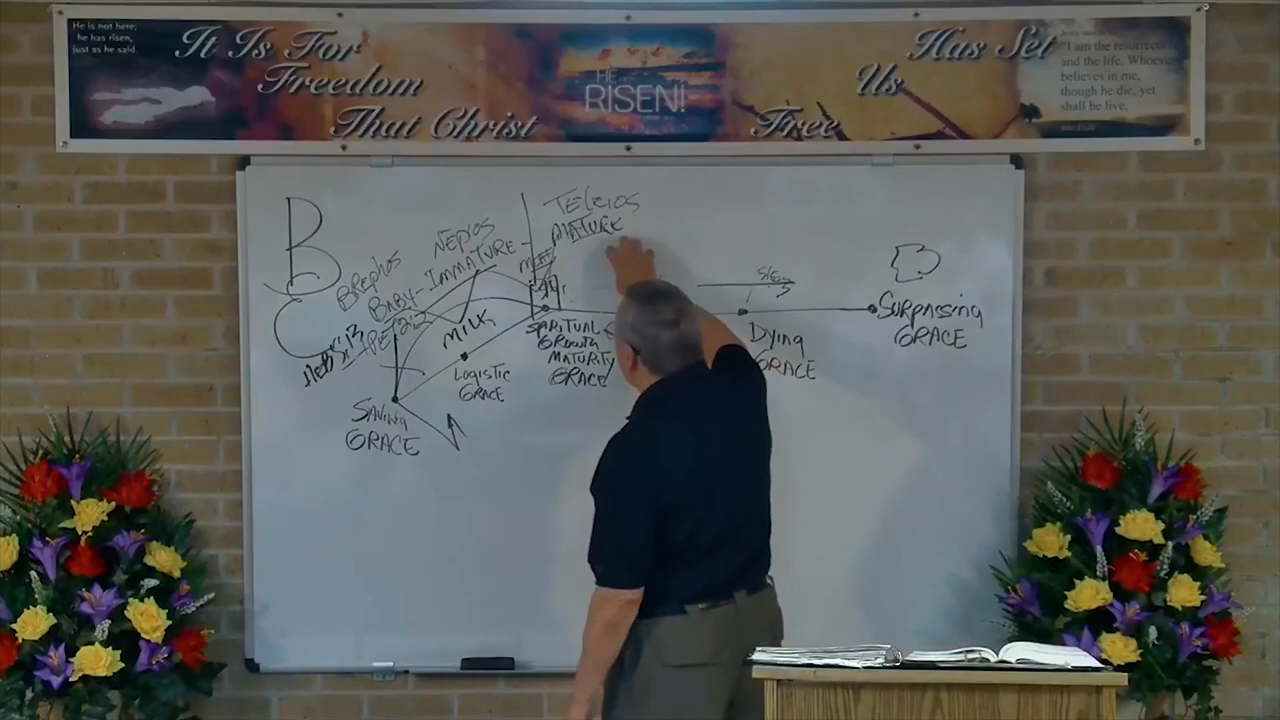 He is not here;
he has risen,
just as he said.
It Is For
Freedom
That Christ
HE
IS
RISEN!
Has Set
Us
Free
"I am the resurrection
and the life. Whoever
believes in me,
though he die, yet
shall he live,
B
C
BREPHOS
BABY-
NEPIOS
IMMATURE-
TELEIOS
MATURE
MILK
SAVING
GRACE
LOGISTIC
GRACE
SPIRITUAL
GROWTH
MATURITY
GRACE
Dying
GRACE
SURPASSING
GRACE